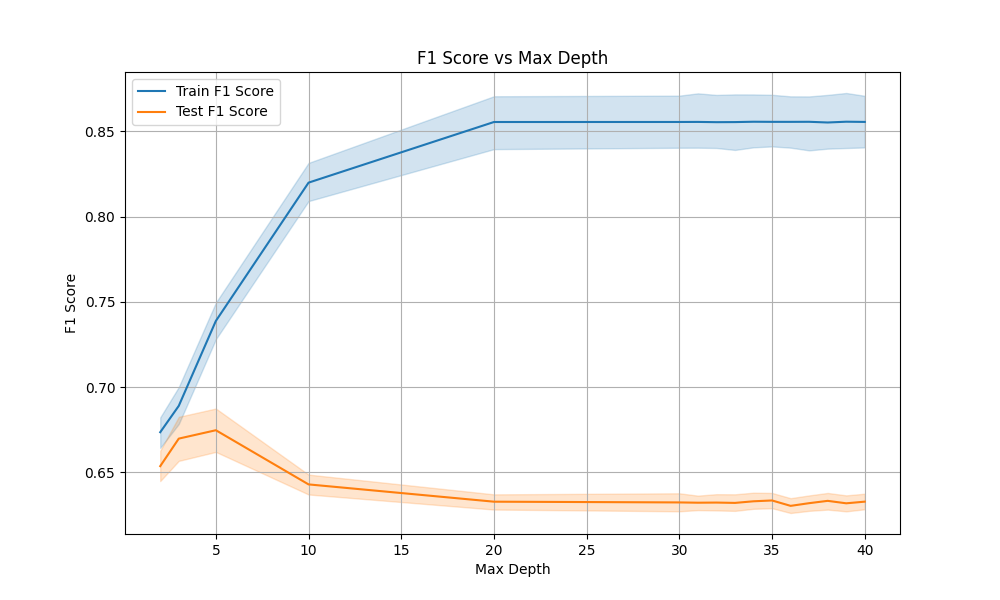 F1 Score vs Max Depth
Train F1 Score
Test F1 Score
0.85
0.80
0.75
0.70
0.65
F1 Score
5 10 15 20 25 30 35 40
Max Depth